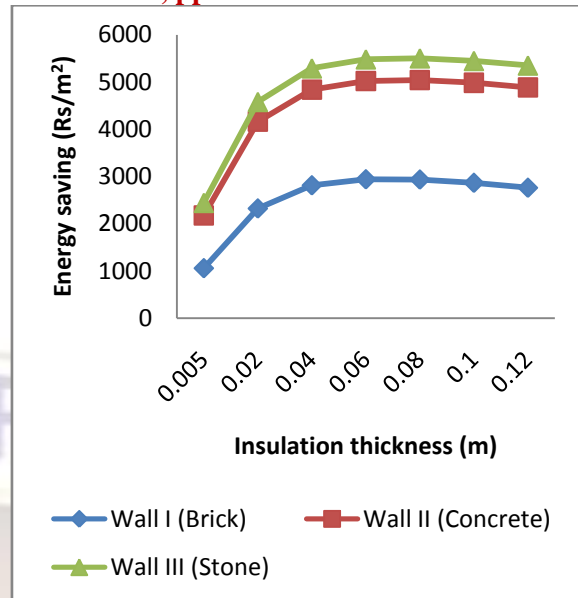 6000
5000
4000
3000
2000
1000
0
Energy saving (Rs/m²)
0.005 0.02 0.04 0.06 0.08 0.1 0.12
Insulation thickness (m)
Wall I (Brick) Wall II (Concrete)
Wall III (Stone)